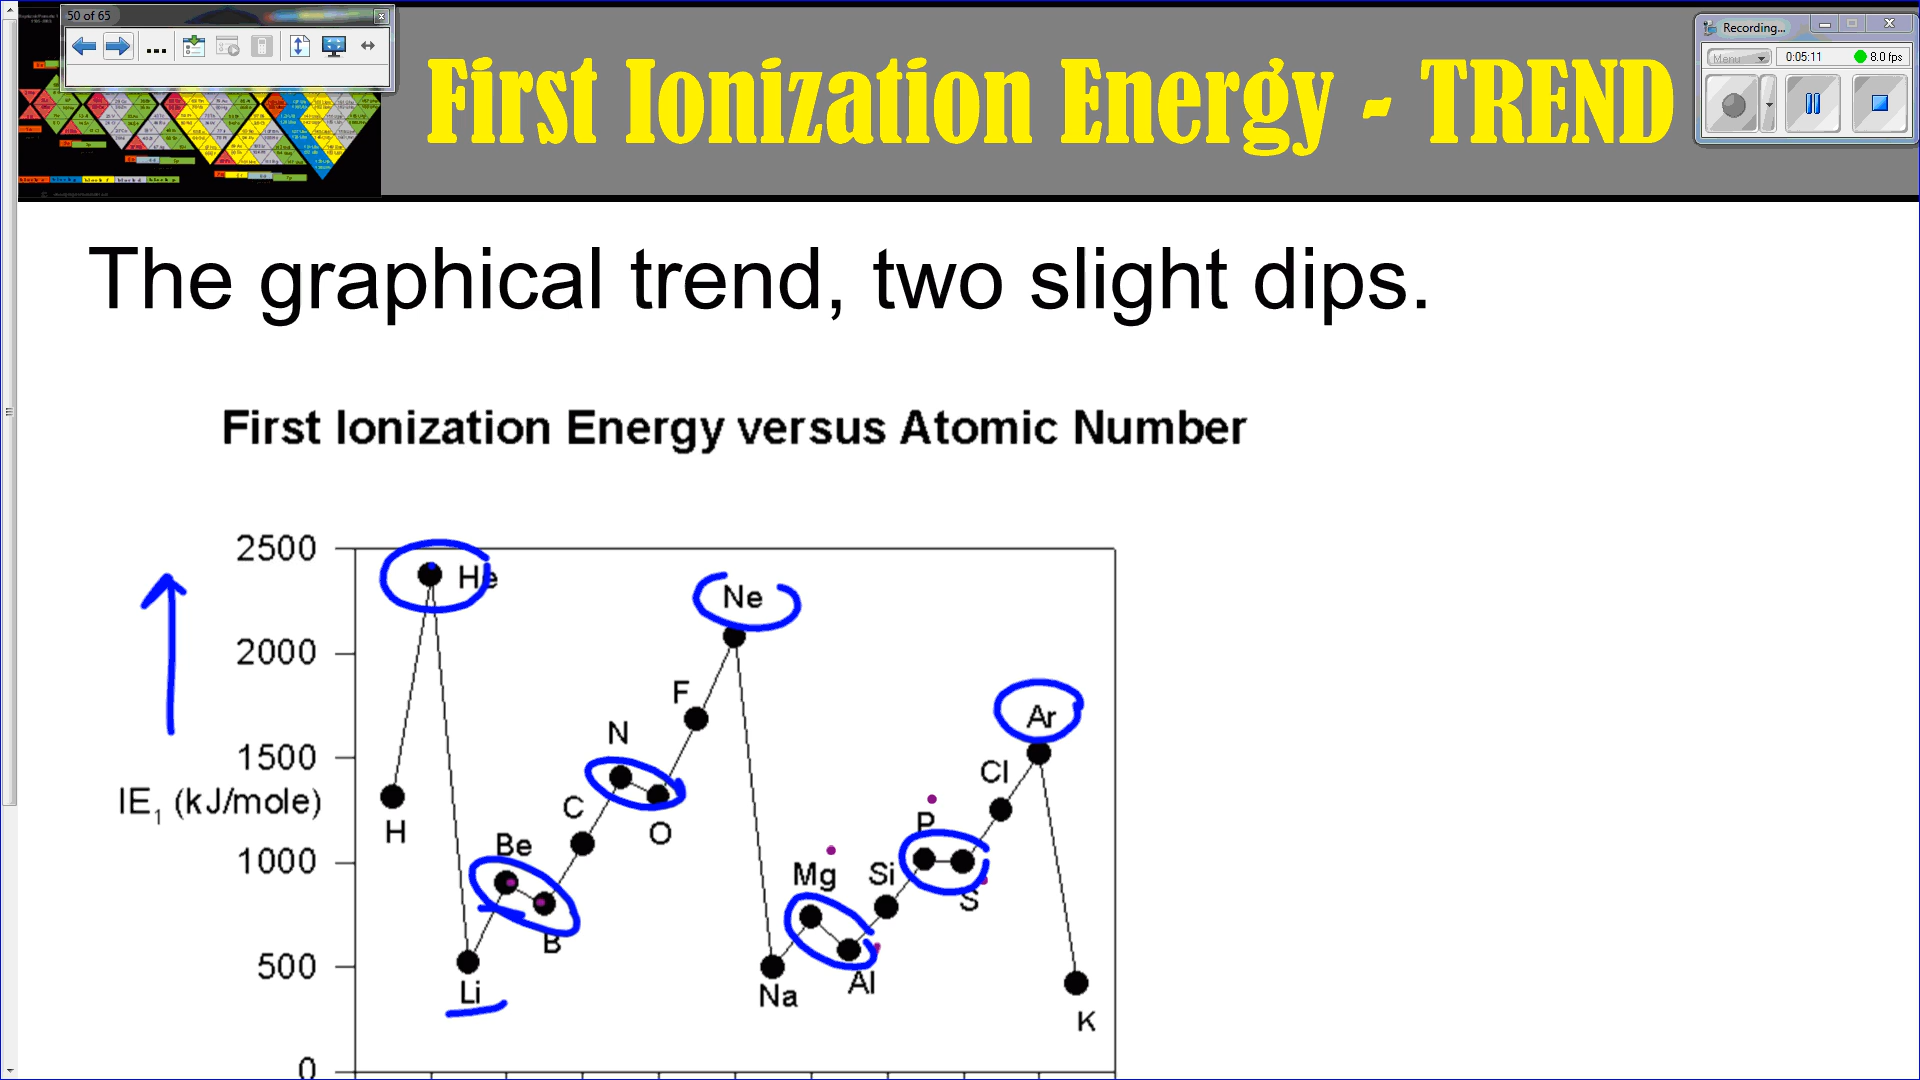 50 of 65
First Ionization Energy - TREND
Recording...
Menu
0:05:11
8.0 fps
The graphical trend, two slight dips.
First Ionization Energy versus Atomic Number
2500
He
Ne
2000
F
Ar
N
1500
Cl
IE1 (kJ/mole)
C
P
H
O
Be
1000
Mg
Si
S
B
500
Li
Na
Al
K
0